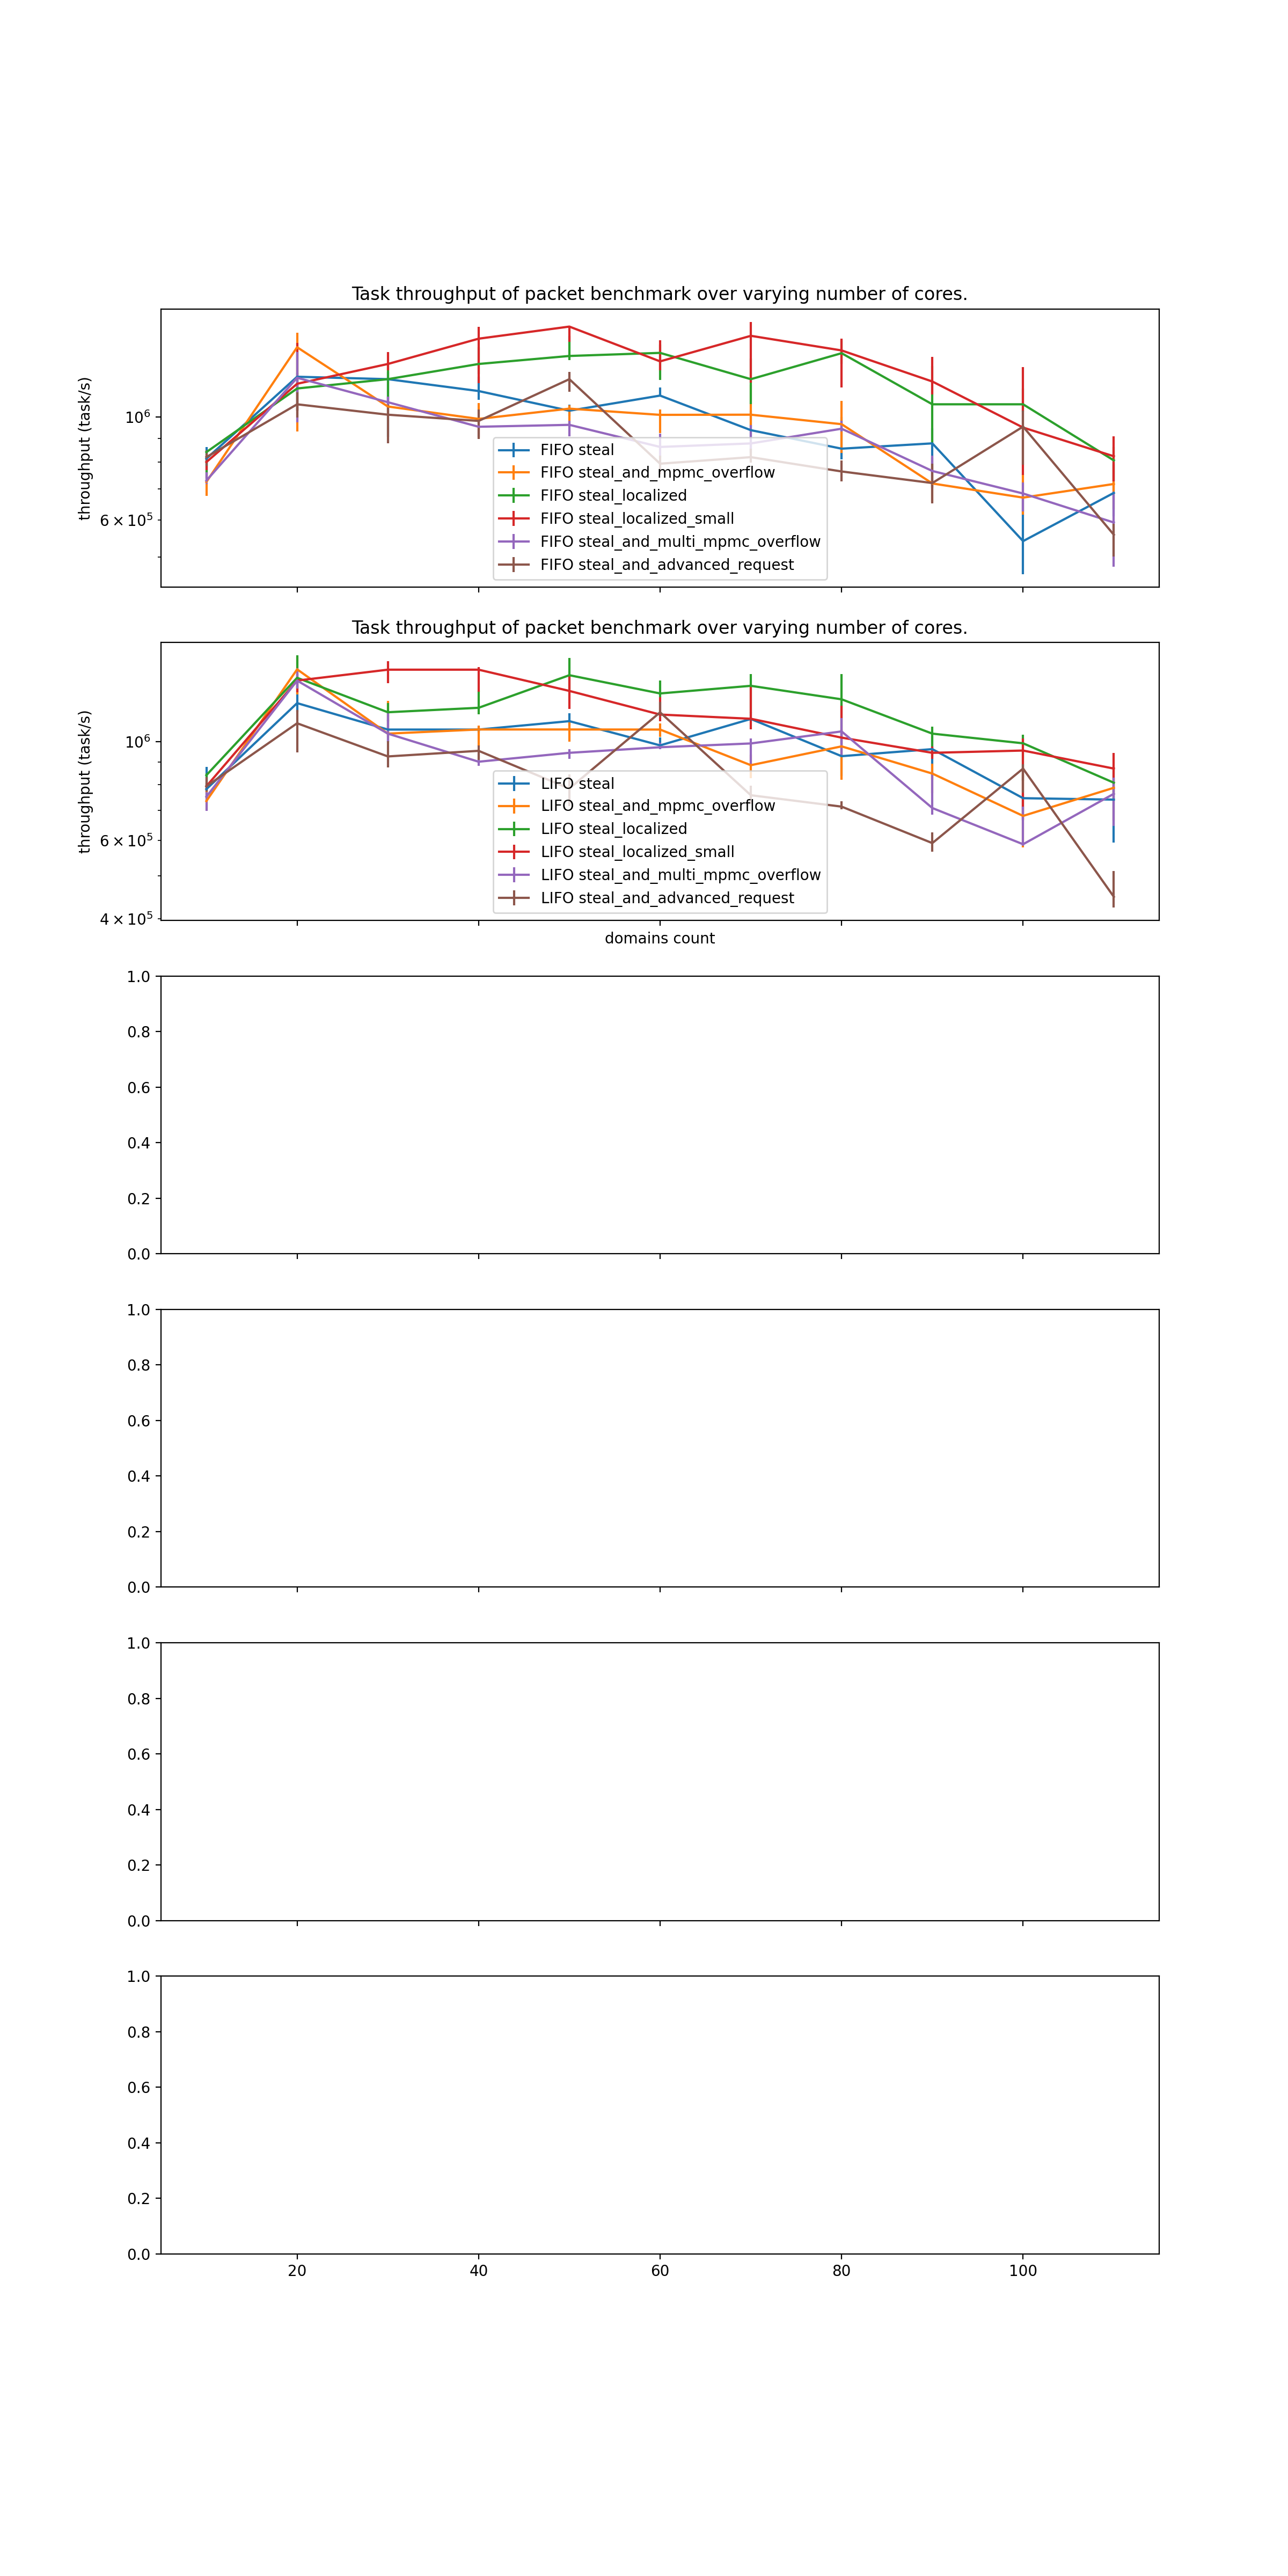 Task throughput of packet benchmark over varying number of cores.
throughput (task/s)
10⁶
6 × 10⁵
FIFO steal
FIFO steal_and_mpmc_overflow
FIFO steal_localized
FIFO steal_localized_small
FIFO steal_and_multi_mpmc_overflow
FIFO steal_and_advanced_request
Task throughput of packet benchmark over varying number of cores.
throughput (task/s)
10⁶
6 × 10⁵
4 × 10⁵
LIFO steal
LIFO steal_and_mpmc_overflow
LIFO steal_localized
LIFO steal_localized_small
LIFO steal_and_multi_mpmc_overflow
LIFO steal_and_advanced_request
domains count
1.0
0.8
0.6
0.4
0.2
0.0
1.0
0.8
0.6
0.4
0.2
0.0
1.0
0.8
0.6
0.4
0.2
0.0
1.0
0.8
0.6
0.4
0.2
0.0
20 40 60 80 100